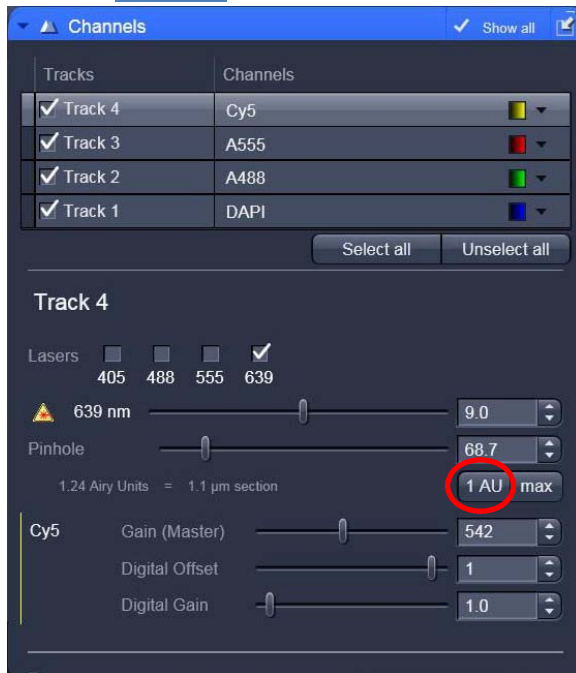 Channels Show all
Tracks Channels
Track 4 Cy5
Track 3 A555
Track 2 A488
Track 1 DAPI
Select all Unselect all
Track 4
Lasers
405 488 555 639
639 nm 9.0
Pinhole 68.7
1.24 Airy Units = 1.1 µm section 1 AU max
Cy5 Gain (Master) 542
Digital Offset 1
Digital Gain 1.0